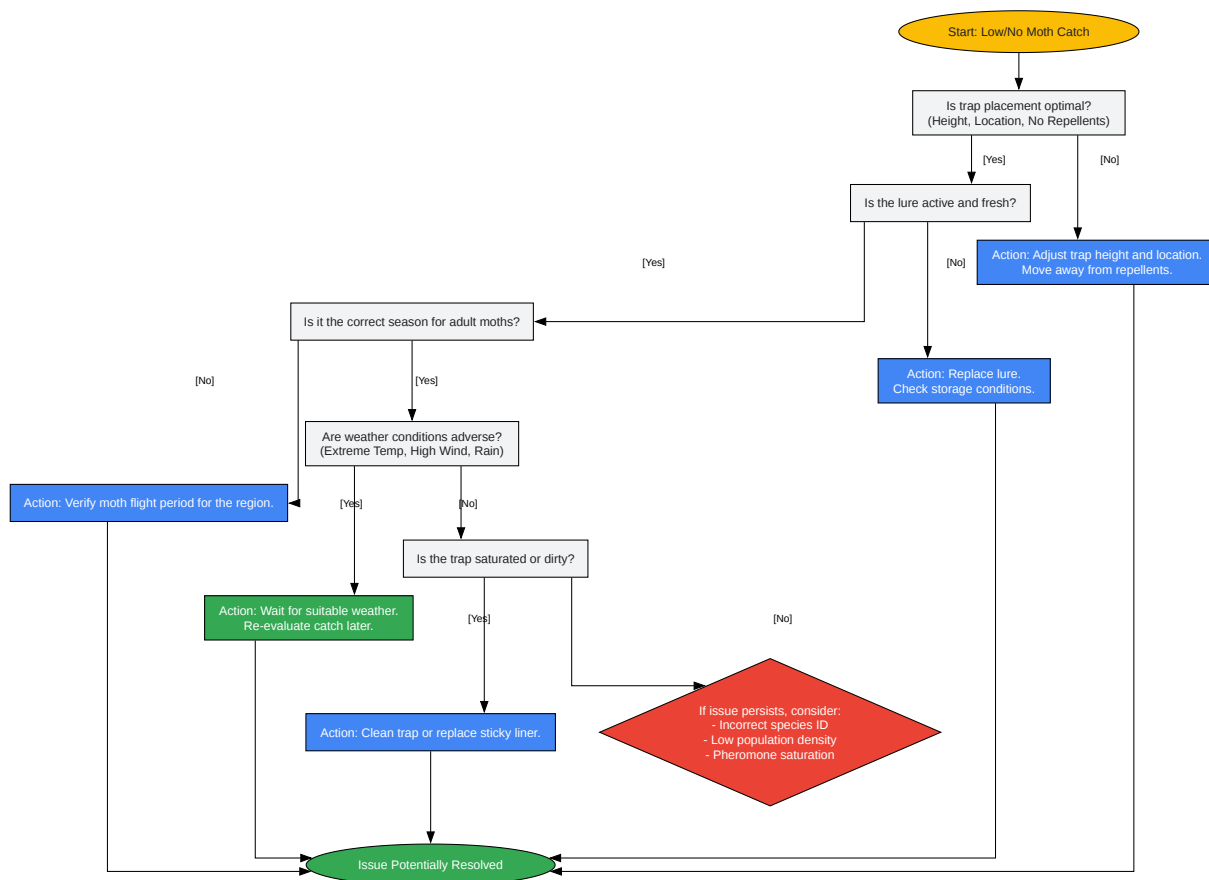 Start: Low/No Moth Catch
Is trap placement optimal?
(Height, Location, No Repellents)
[Yes]
[No]
Is the lure active and fresh?
[Yes]
[No]
Action: Adjust trap height and location.
Move away from repellents.
Is it the correct season for adult moths?
[No]
[Yes]
Action: Replace lure.
Check storage conditions.
Are weather conditions adverse?
(Extreme Temp, High Wind, Rain)
Action: Verify moth flight period for the region.
[Yes]
[No]
Is the trap saturated or dirty?
Action: Wait for suitable weather.
Re-evaluate catch later.
[Yes]
[No]
If issue persists, consider:
- Incorrect species ID
- Low population density
- Pheromone saturation
Action: Clean trap or replace sticky liner.
Issue Potentially Resolved